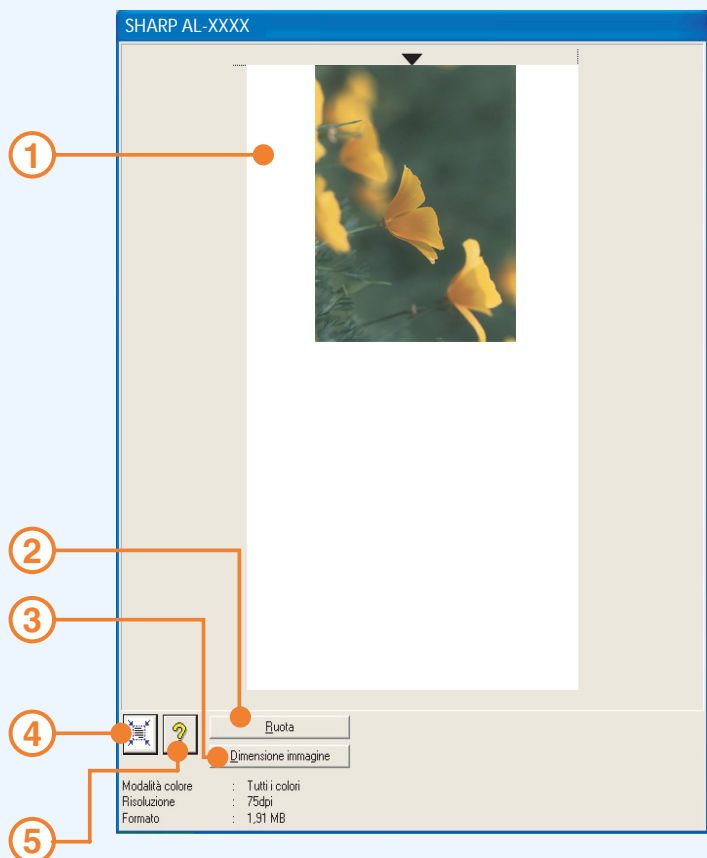 SHARP AL-XXXX
1
2
3
4
?
Ruota
Dimensione immagine
Modalità colore : Tutti i colori
Risoluzione : 75dpi
Formato : 1,91 MB
5